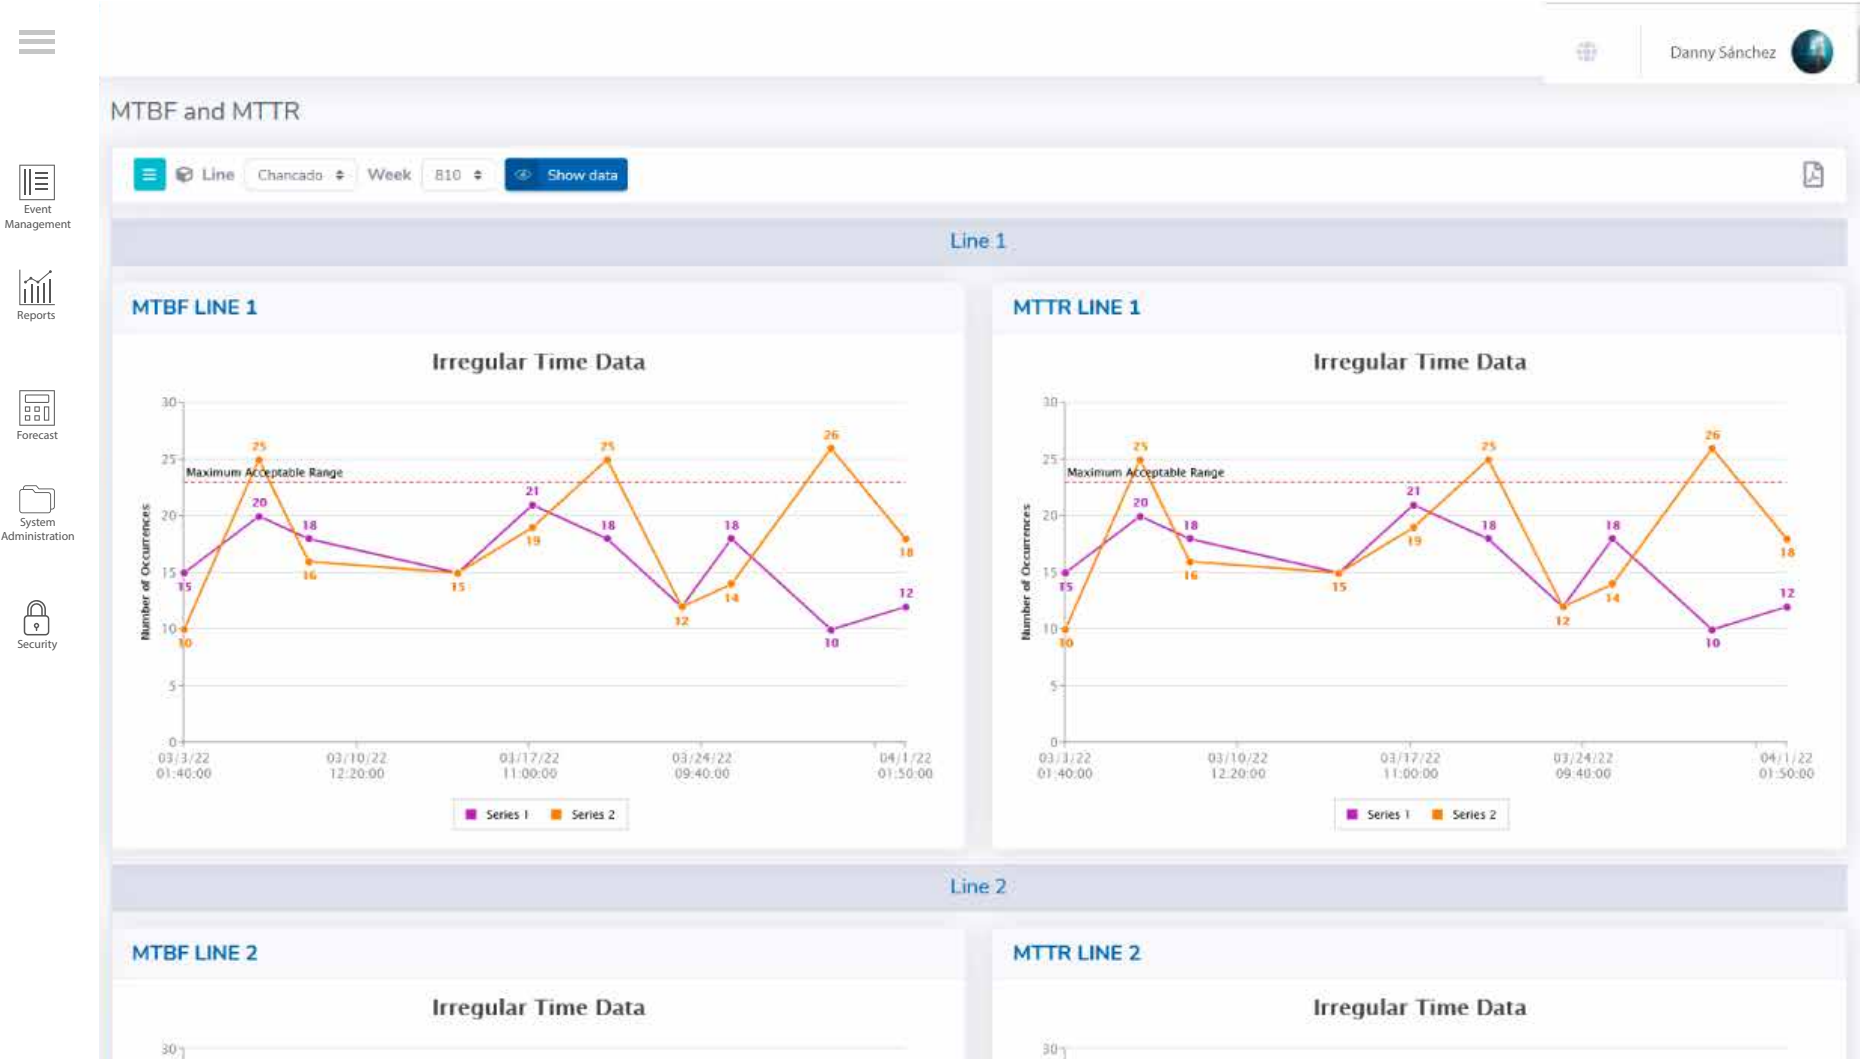 Danny Sánchez
MTBF and MTTR
Line Chancado Week 810 Show data
Event
Management
Reports
Forecast
System
Administration
Security
Line 1
MTBF LINE 1
Irregular Time Data
Number of Occurrences
30
25
20
15
10
5
0
Maximum Acceptable Range
25
20
18
16
15
10
15
21
19
25
18
12
18
14
26
10
18
12
03/3/22
01:40:00
03/10/22
12:20:00
03/17/22
11:00:00
03/24/22
09:40:00
04/1/22
01:50:00
Series 1 Series 2
MTTR LINE 1
Irregular Time Data
Number of Occurrences
30
25
20
15
10
5
0
Maximum Acceptable Range
25
20
18
16
15
10
15
21
19
25
18
12
18
14
26
10
18
12
03/3/22
01:40:00
03/10/22
12:20:00
03/17/22
11:00:00
03/24/22
09:40:00
04/1/22
01:50:00
Series 1 Series 2
Line 2
MTBF LINE 2
Irregular Time Data
30
MTTR LINE 2
Irregular Time Data
30